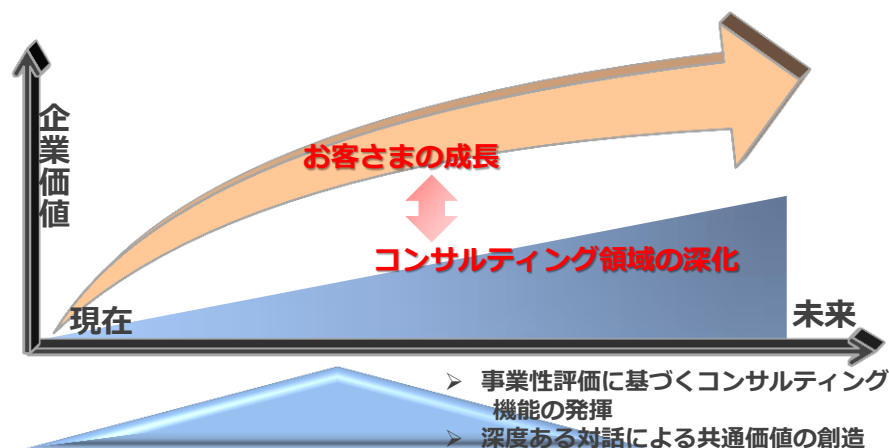 企業価値
お客さまの成長
コンサルティング領域の深化
現在
未来
➢ 事業性評価に基づくコンサルティング
機能の発揮
➢ 深度ある対話による共通価値の創造